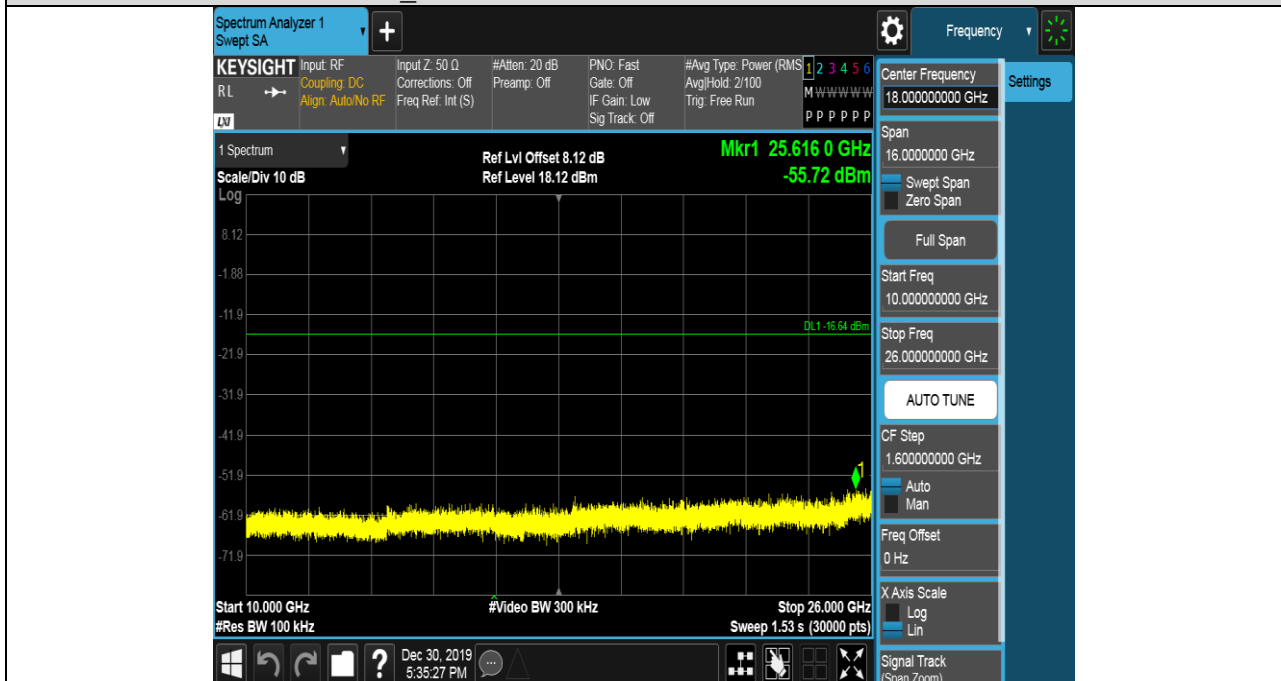 Spectrum Analyzer 1
Swept SA
+
Frequency
KEYSIGHT
RL
LXI
Input: RF
Coupling: DC
Align: Auto/No RF
Input Z: 50 Ω
Corrections: Off
Freq Ref: Int (S)
#Atten: 20 dB
Preamp: Off
PNO: Fast
Gate: Off
IF Gain: Low
Sig Track: Off
#Avg Type: Power (RMS
Avg|Hold: 2/100
Trig: Free Run
1 2 3 4 5 6
M W W W W W
P P P P P P
1 Spectrum
Scale/Div 10 dB
Log
Ref Lvl Offset 8.12 dB
Ref Level 18.12 dBm
Mkr1 25.616 0 GHz
-55.72 dBm
8.12
-1.88
-11.9
DL1 -16.64 dBm
-21.9
-31.9
-41.9
-51.9
1
-61.9
-71.9
Start 10.000 GHz
#Res BW 100 kHz
#Video BW 300 kHz
Stop 26.000 GHz
Sweep 1.53 s (30000 pts)
?
Dec 30, 2019
5:35:27 PM
Center Frequency
18.000000000 GHz
Span
16.0000000 GHz
Swept Span
Zero Span
Full Span
Start Freq
10.000000000 GHz
Stop Freq
26.000000000 GHz
AUTO TUNE
CF Step
1.600000000 GHz
Auto
Man
Freq Offset
0 Hz
X Axis Scale
Log
Lin
Signal Track
(Span Zoom)
Settings